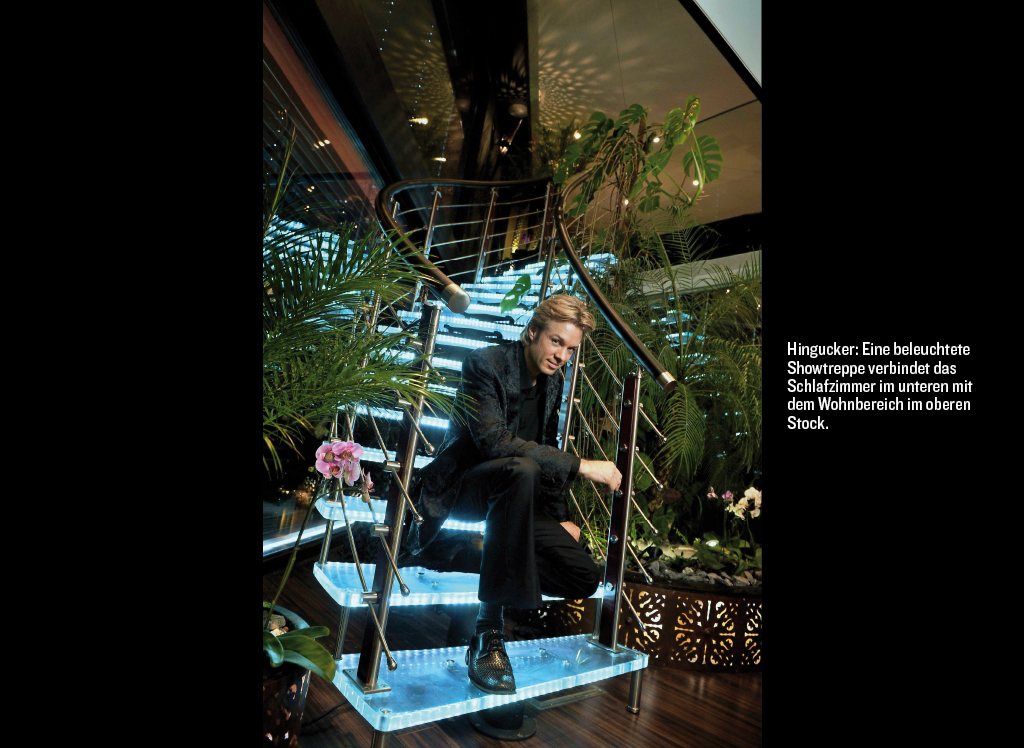 Hingucker: Eine beleuchtete
Showtreppe verbindet das
Schlafzimmer im unteren mit
dem Wohnbereich im oberen
Stock.